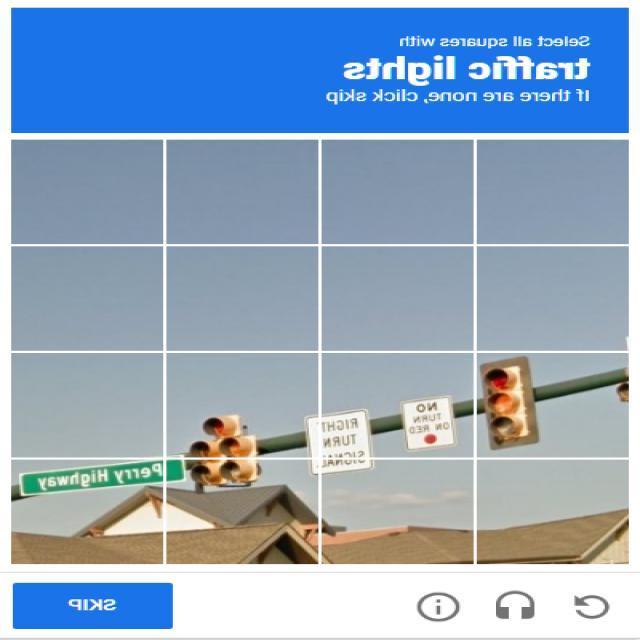 Select all squares with
traffic lights
If there are none, click skip
NO
TURN
ON RED
RIGHT
TURN
SIGNAL
Perry Highway
SKIP